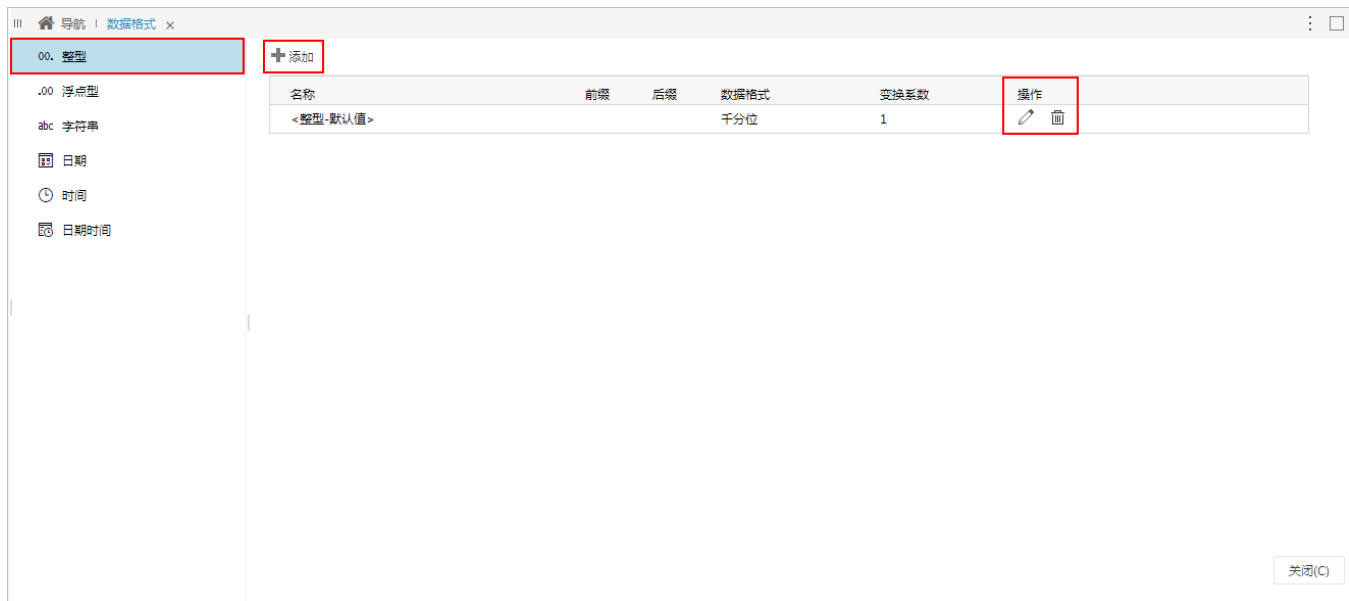 导航 数据格式
00. 整型
添加
.00 浮点型
名称 前缀 后缀 数据格式 变换系数 操作
abc 字符串
<整型-默认值> 千分位 1
日期
时间
日期时间
关闭(C)